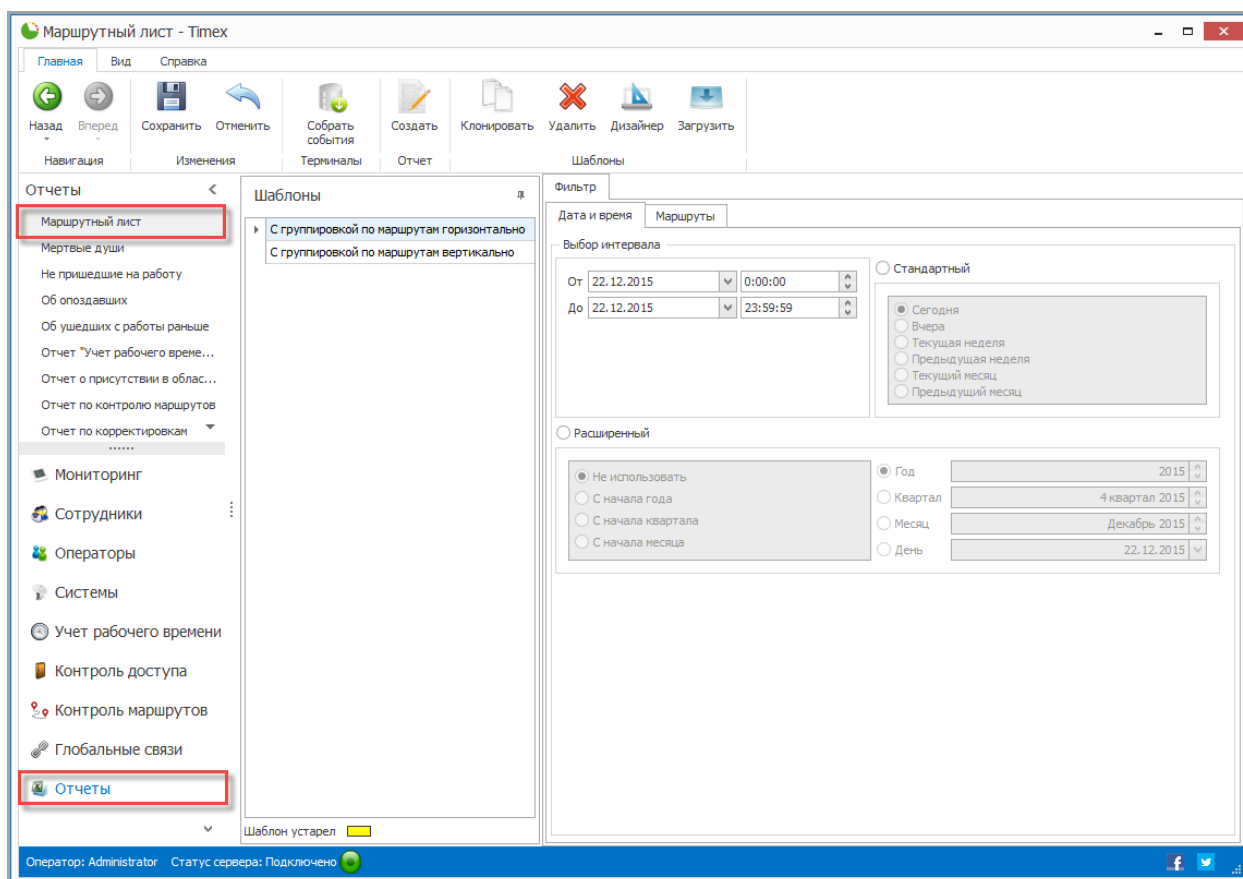 Маршрутный лист - Timex
Главная Вид Справка
Назад Вперед Сохранить Отменить Собрать события Создать Клонировать Удалить Дизайнер Загрузить
Навигация Изменения Терминалы Отчет Шаблоны
Отчеты
Маршрутный лист
Мертвые души
Не пришедшие на работу
Об опоздавших
Об ушедших с работы раньше
Отчет "Учет рабочего време...
Отчет о присутствии в облас...
Отчет по контролю маршрутов
Отчет по корректировкам
Мониторинг
Сотрудники
Операторы
Системы
Учет рабочего времени
Контроль доступа
Контроль маршрутов
Глобальные связи
Отчеты
Шаблоны
С группировкой по маршрутам горизонтально
С группировкой по маршрутам вертикально
Шаблон устарел
Фильтр
Дата и время Маршруты
Выбор интервала
От 22.12.2015 0:00:00
До 22.12.2015 23:59:59
Стандартный
Сегодня
Вчера
Текущая неделя
Предыдущая неделя
Текущий месяц
Предыдущий месяц
Расширенный
Не использовать
С начала года
С начала квартала
С начала месяца
Год 2015
Квартал 4 квартал 2015
Месяц Декабрь 2015
День 22.12.2015
Оператор: Administrator Статус сервера: Подключено